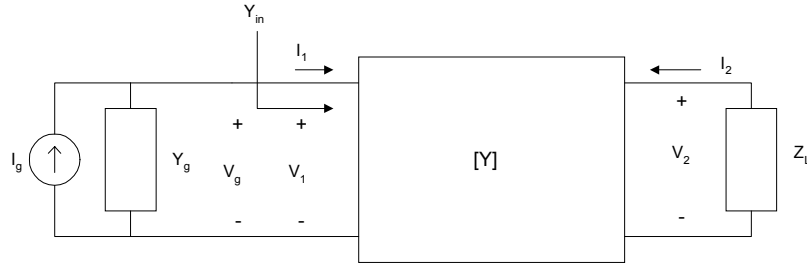 Y_in
I_1
I_2
+
+
+
I_g
Y_g
V_g
V_1
[Y]
V_2
Z_L
-
-
-